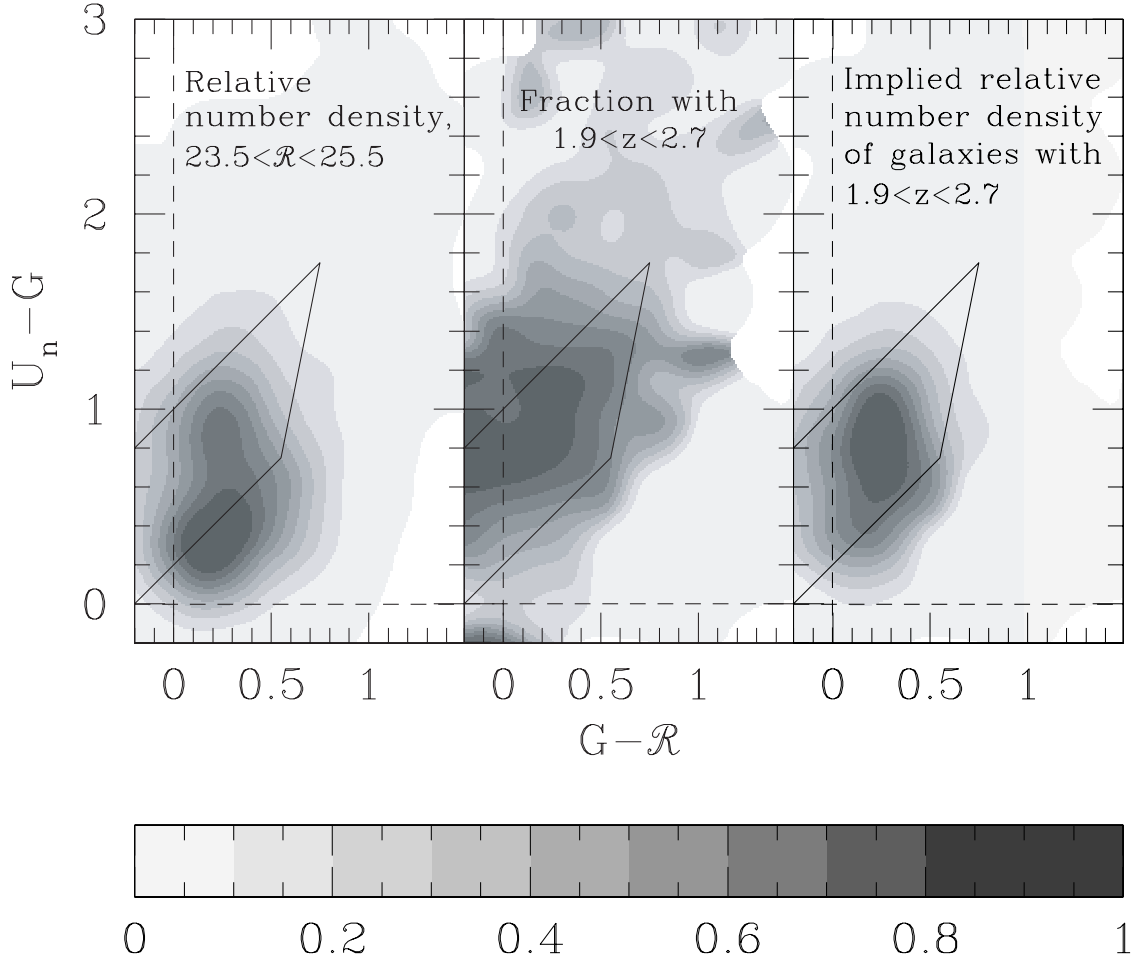 Relative
number density,
23.5<ℛ<25.5
Fraction with
1.9<z<2.7
Implied relative
number density
of galaxies with
1.9<z<2.7
3
2
1
0
Uₙ−G
0 0.5 1 0 0.5 1 0 0.5 1
G−ℛ
0 0.2 0.4 0.6 0.8 1